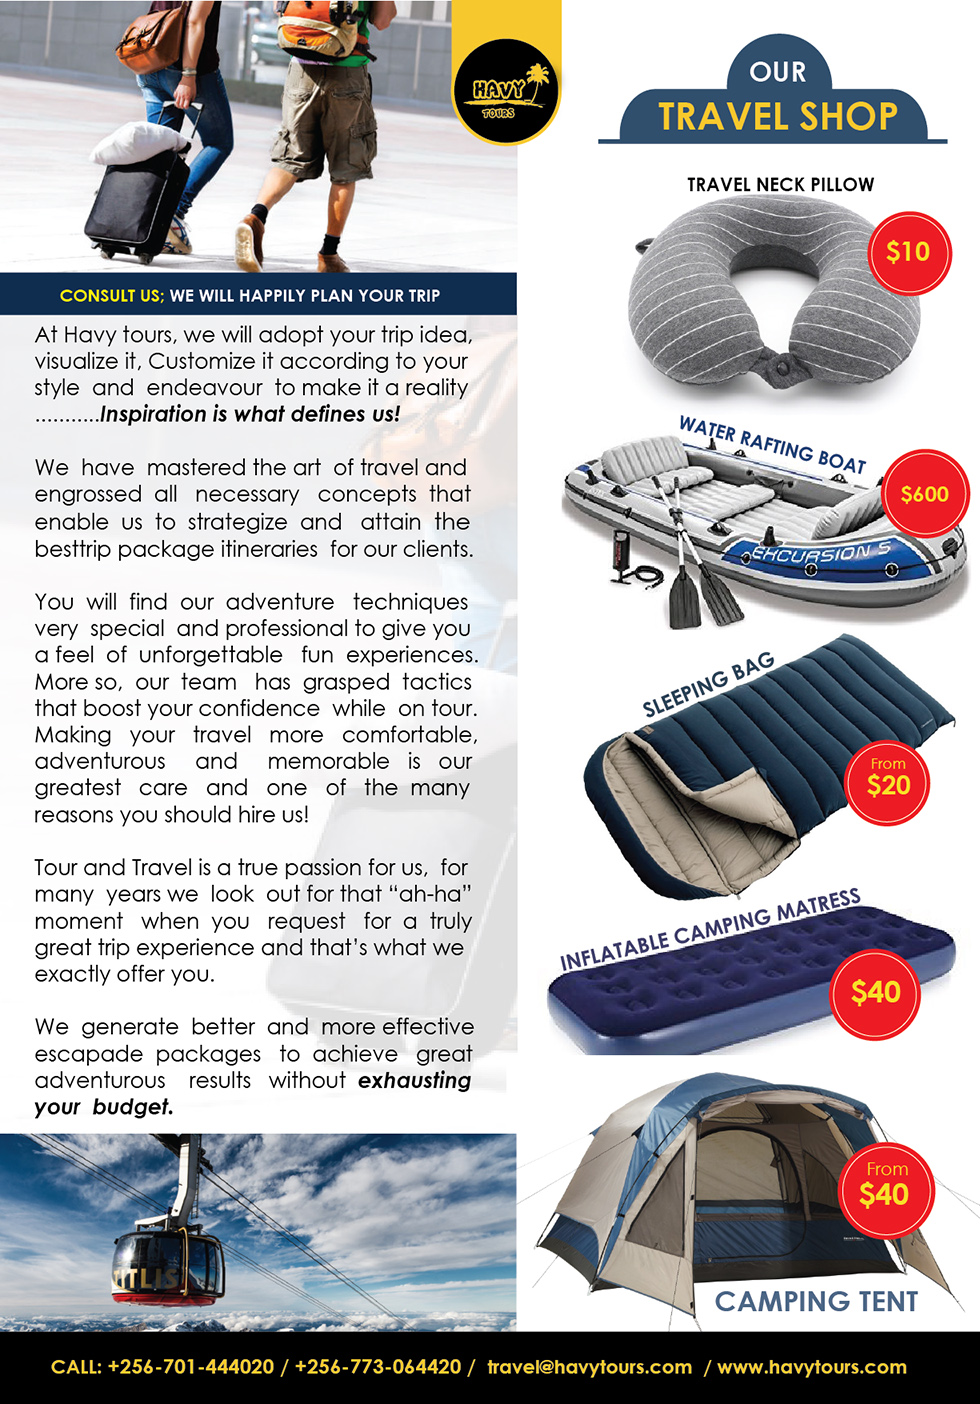 HAVY
TOURS
CONSULT US; WE WILL HAPPILY PLAN YOUR TRIP
At Havy tours, we will adopt your trip idea,
visualize it, Customize it according to your
style and endeavour to make it a reality
...........Inspiration is what defines us!
We have mastered the art of travel and
engrossed all necessary concepts that
enable us to strategize and attain the
besttrip package itineraries for our clients.
You will find our adventure techniques
very special and professional to give you
a feel of unforgettable fun experiences.
More so, our team has grasped tactics
that boost your confidence while on tour.
Making your travel more comfortable,
adventurous and memorable is our
greatest care and one of the many
reasons you should hire us!
Tour and Travel is a true passion for us, for
many years we look out for that “ah-ha”
moment when you request for a truly
great trip experience and that’s what we
exactly offer you.
We generate better and more effective
escapade packages to achieve great
adventurous results without exhausting
your budget.
TITLIS
OUR
TRAVEL SHOP
TRAVEL NECK PILLOW
$10
WATER RAFTING BOAT
$600
EXCURSION 5
SLEEPING BAG
From
$20
INFLATABLE CAMPING MATRESS
$40
From
$40
CAMPING TENT
CALL: +256-701-444020 / +256-773-064420 / travel@havytours.com / www.havytours.com